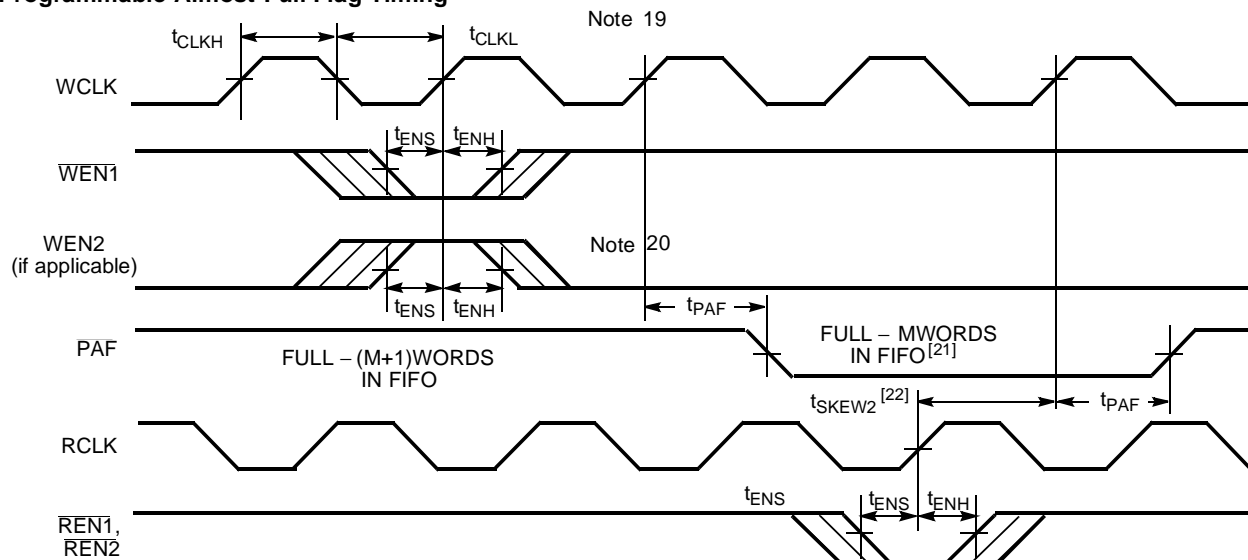 Programmable Almost Full Flag Timing
Note 19
tCLKH
tCLKL
WCLK
tENS
tENH
WEN1
WEN2
(if applicable)
Note 20
tENS
tENH
tPAF
PAF
FULL – (M+1)WORDS
IN FIFO
FULL – MWORDS
IN FIFO[21]
tSKEW2 [22]
tPAF
RCLK
tENS
tENS
tENH
REN1,
REN2